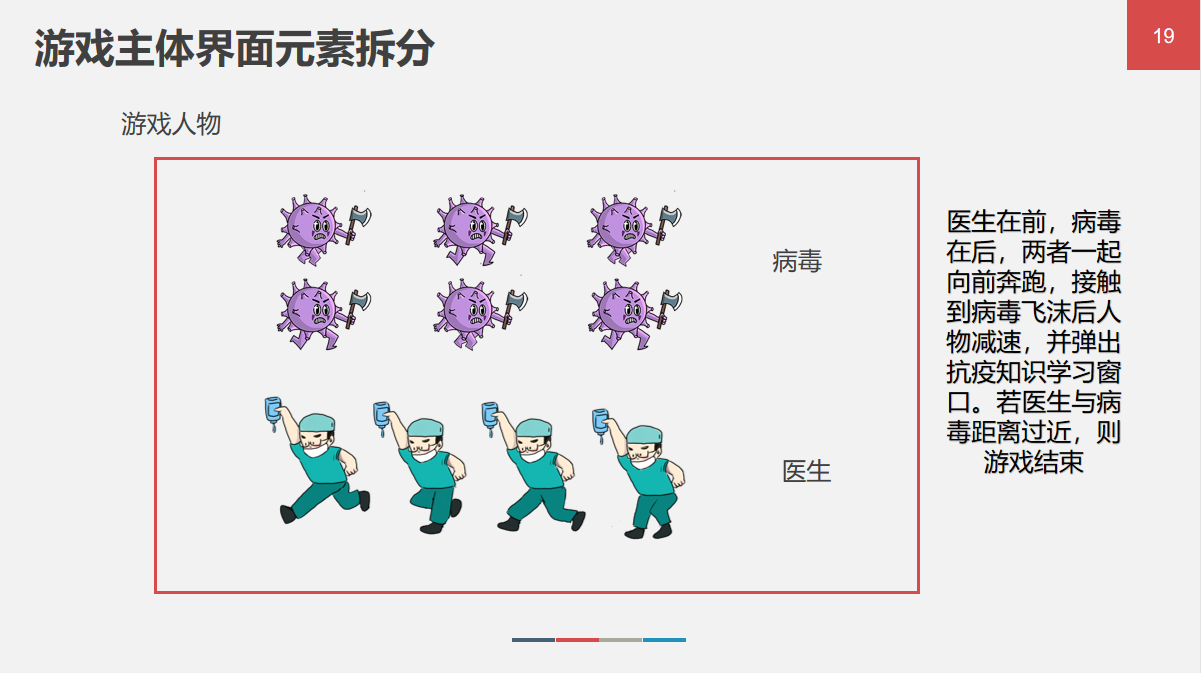 游戏主体界面元素拆分
19
游戏人物
病毒
医生
医生在前，病毒
在后，两者一起
向前奔跑，接触
到病毒飞沫后人
物减速，并弹出
抗疫知识学习窗
口。若医生与病
毒距离过近，则
游戏结束